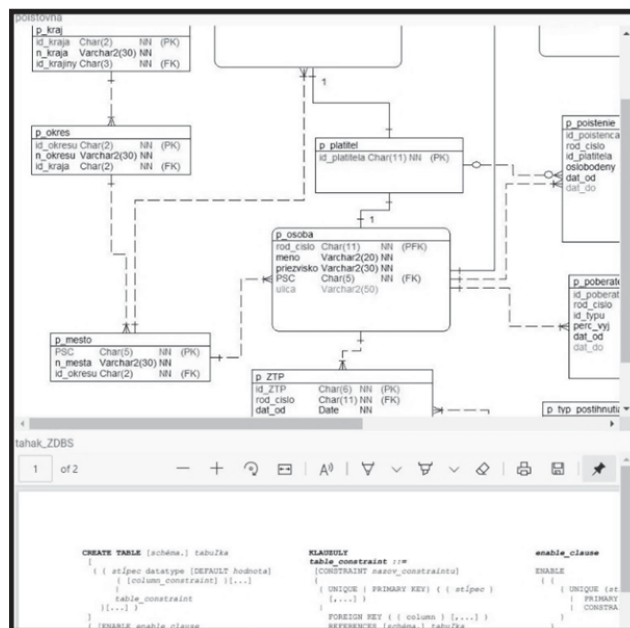 poistovna
p_kraj
id_kraja Char(2) NN (PK)
n_kraja Varchar2(30) NN
id_krajiny Char(3) NN (FK)
1
p_okres
id_okresu Char(2) NN (PK)
n_okresu Varchar2(30) NN
id_kraja Char(2) NN (FK)
p_platitel
id_platitela Char(11) NN (PK)
p_poistenie
id_poistenca
rod_cislo
id_platitela
oslobodeny
dat_od
dat_do
1
p_osoba
rod_cislo Char(11) NN (PFK)
meno Varchar2(20) NN
priezvisko Varchar2(30) NN
PSC Char(5) NN (FK)
ulica Varchar2(50)
p_poberate
id_poberat
rod_cislo
id_typu
perc_vyj
dat_od
dat_do
p_mesto
PSC Char(5) NN (PK)
n_mesta Varchar2(30) NN
id_okresu Char(2) NN (FK)
p_ZTP
id_ZTP Char(6) NN (PK)
rod_cislo Char(11) NN (FK)
dat_od Date NN
p_typ_postihnutia
tahak_ZDBS
1 of 2
CREATE TABLE [schéma.] tabuľka
[
( ( stĺpec datatype [DEFAULT hodnota]
( [column_constraint] )[...]
|
table_constraint
)[...] )
( [ENABLE enable_clause
KLAUZULY
table_constraint ::=
[CONSTRAINT nazov_constraintu]
(
( UNIQUE | PRIMARY KEY) ( ( stĺpec )
[,...] )
|
FOREIGN KEY ( ( column ) [,...] )
REFERENCES [schéma.] tabuľka
enable_clause
ENABLE
( (
( UNIQUE (st
| PRIMARY
| CONSTRA